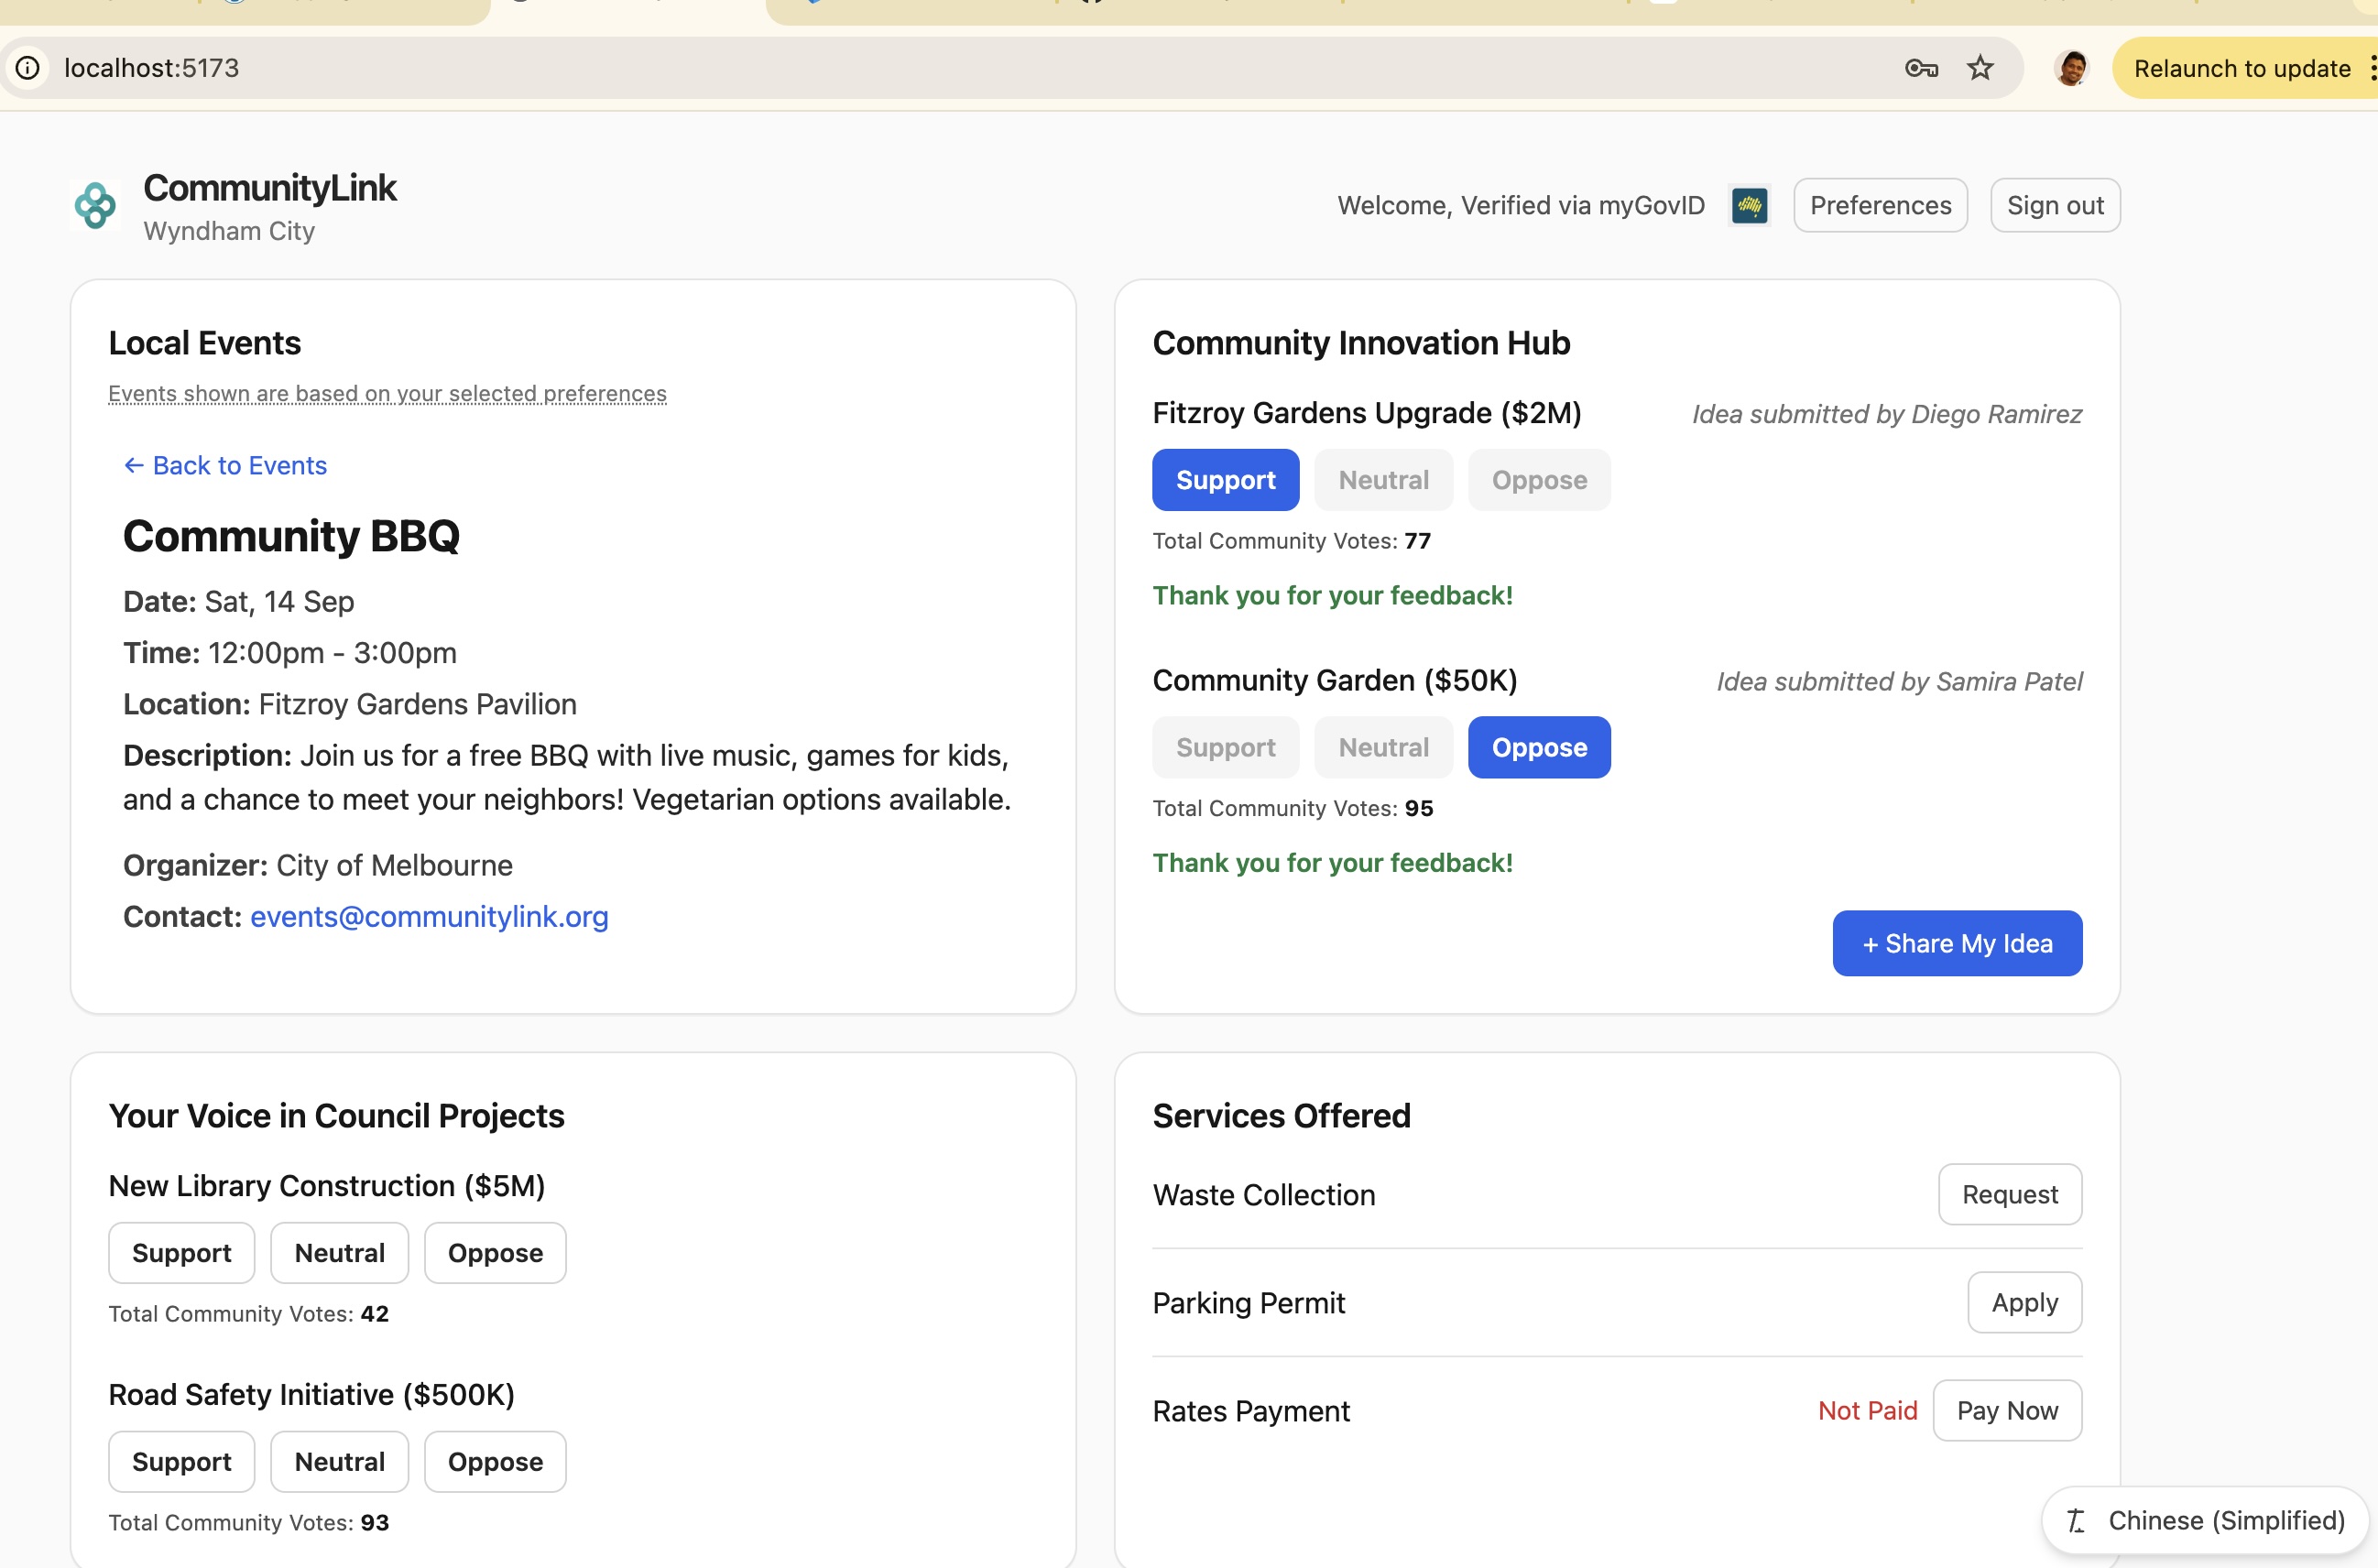 localhost:5173
Relaunch to update
CommunityLink
Wyndham City
Welcome, Verified via myGovID
Preferences
Sign out
Local Events
Events shown are based on your selected preferences
← Back to Events
Community BBQ
Date: Sat, 14 Sep
Time: 12:00pm - 3:00pm
Location: Fitzroy Gardens Pavilion
Description: Join us for a free BBQ with live music, games for kids,
and a chance to meet your neighbors! Vegetarian options available.
Organizer: City of Melbourne
Contact: events@communitylink.org
Community Innovation Hub
Fitzroy Gardens Upgrade ($2M)
Idea submitted by Diego Ramirez
Support Neutral Oppose
Total Community Votes: 77
Thank you for your feedback!
Community Garden ($50K)
Idea submitted by Samira Patel
Support Neutral Oppose
Total Community Votes: 95
Thank you for your feedback!
+ Share My Idea
Your Voice in Council Projects
New Library Construction ($5M)
Support Neutral Oppose
Total Community Votes: 42
Road Safety Initiative ($500K)
Support Neutral Oppose
Total Community Votes: 93
Services Offered
Waste Collection
Request
Parking Permit
Apply
Rates Payment
Not Paid
Pay Now
Chinese (Simplified)